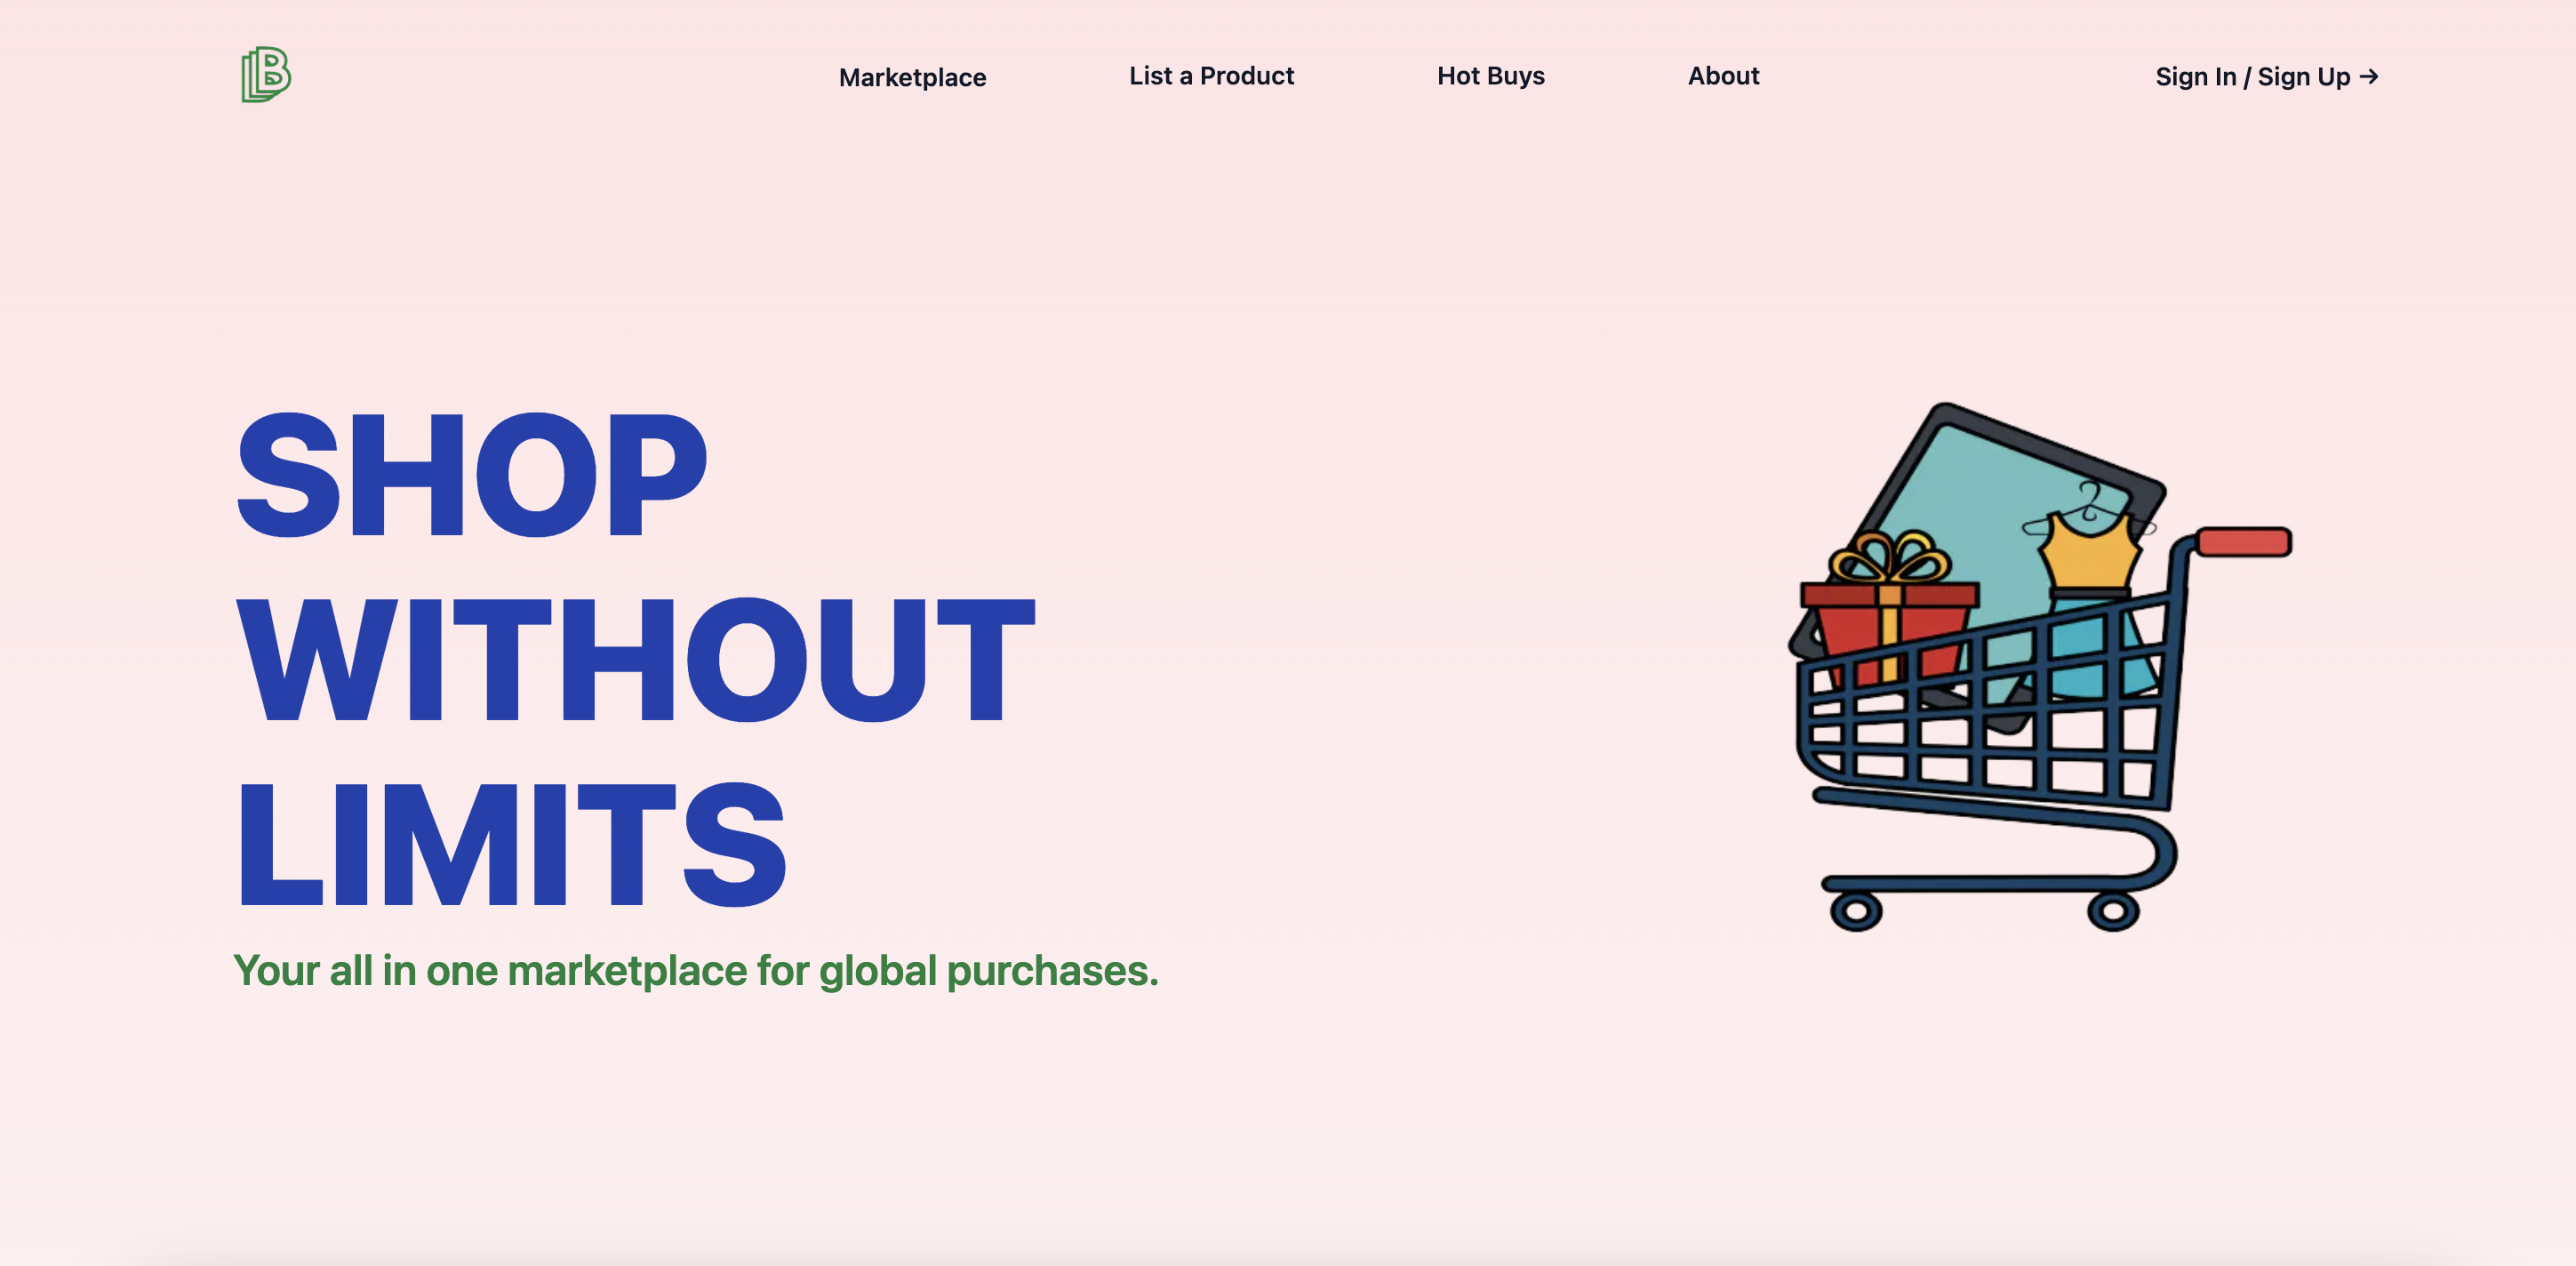 B
Marketplace
List a Product
Hot Buys
About
Sign In / Sign Up →
SHOP
WITHOUT
LIMITS
Your all in one marketplace for global purchases.